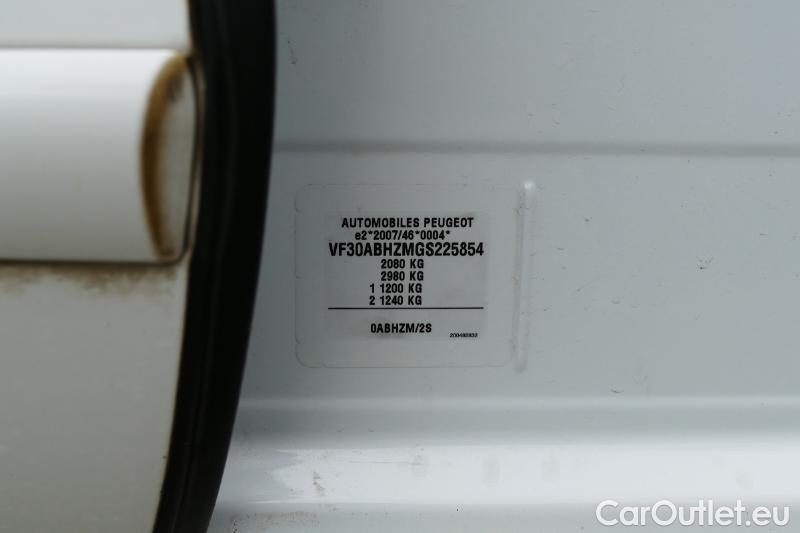 AUTOMOBILES PEUGEOT
e2*2007/46*0004*
VF30ABHZMGS225854
2080 KG
2980 KG
1 1200 KG
2 1240 KG
0ABHZM/2S
CarOutlet.eu